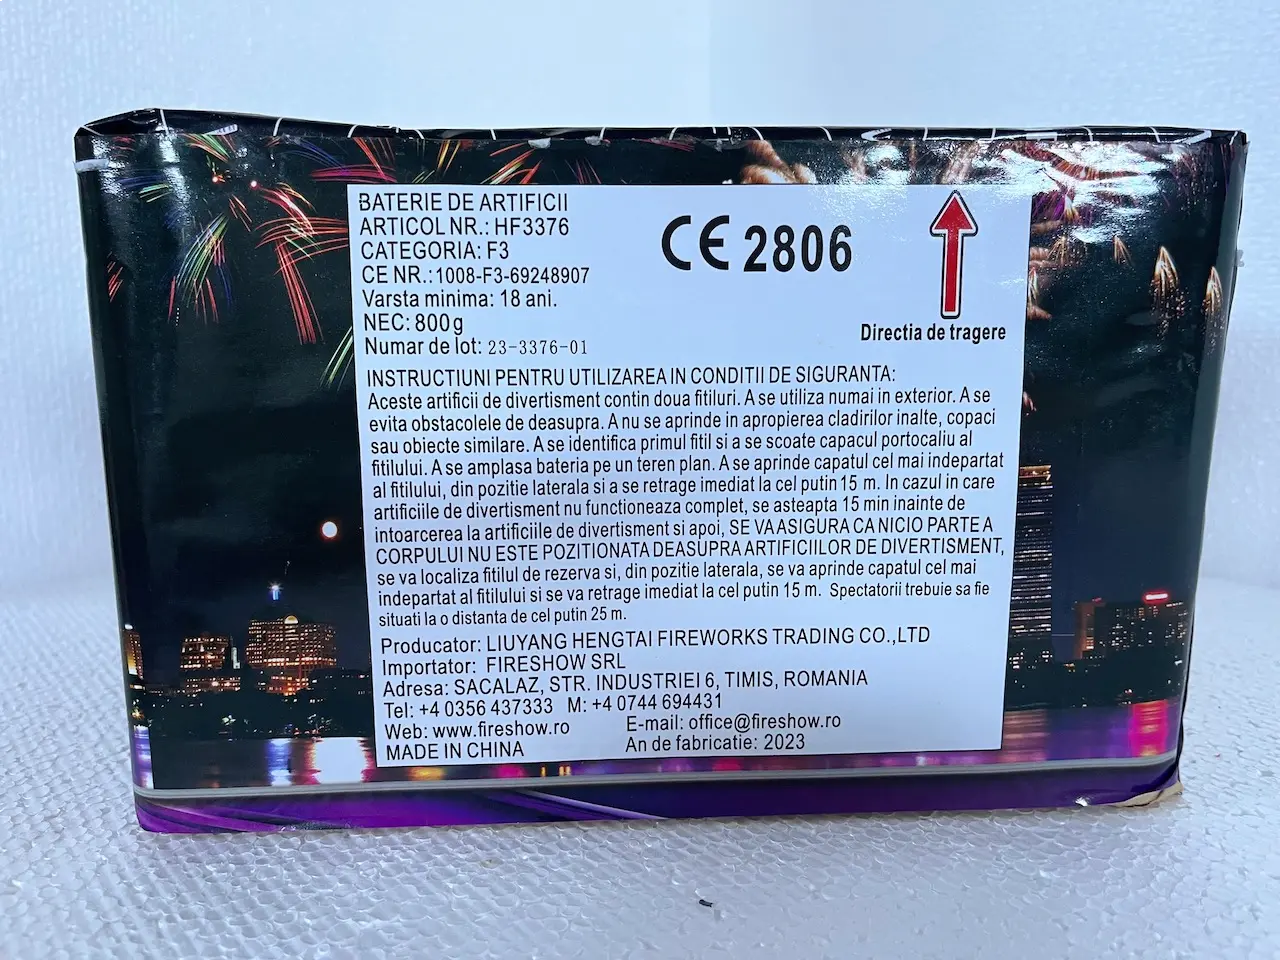 BATERIE DE ARTIFICII
ARTICOL NR.: HF3376
CATEGORIA: F3
CE NR.: 1008-F3-69248907
Varsta minima: 18 ani.
NEC: 800g
Numar de lot: 23-3376-01
CE 2806
Directia de tragere
INSTRUCTIUNI PENTRU UTILIZAREA IN CONDITII DE SIGURANTA:
Aceste artificii de divertisment contin doua fitiluri. A se utiliza numai in exterior. A se
evita obstacolele de deasupra. A nu se aprinde in apropierea cladirilor inalte, copaci
sau obiecte similare. A se identifica primul fitil si a se scoate capacul portocaliu al
fitilului. A se amplasa bateria pe un teren plan. A se aprinde capatul cel mai indepartat
al fitilului, din pozitie laterala si a se retrage imediat la cel putin 15 m. In cazul in care
artificiile de divertisment nu functioneaza complet, se asteapta 15 min inainte de
intoarcerea la artificiile de divertisment si apoi, SE VA ASIGURA CA NICIO PARTE A
CORPULUI NU ESTE POZITIONATA DEASUPRA ARTIFICIILOR DE DIVERTISMENT,
se va localiza fitilul de rezerva si, din pozitie laterala, se va aprinde capatul cel mai
indepartat al fitilului si se va retrage imediat la cel putin 15 m. Spectatorii trebuie sa fie
situati la o distanta de cel putin 25 m.
Producator: LIUYANG HENGTAI FIREWORKS TRADING CO.,LTD
Importator: FIRESHOW SRL
Adresa: SACALAZ, STR. INDUSTRIEI 6, TIMIS, ROMANIA
Tel: +4 0356 437333 M: +4 0744 694431
Web: www.fireshow.ro E-mail: office@fireshow.ro
MADE IN CHINA An de fabricatie: 2023